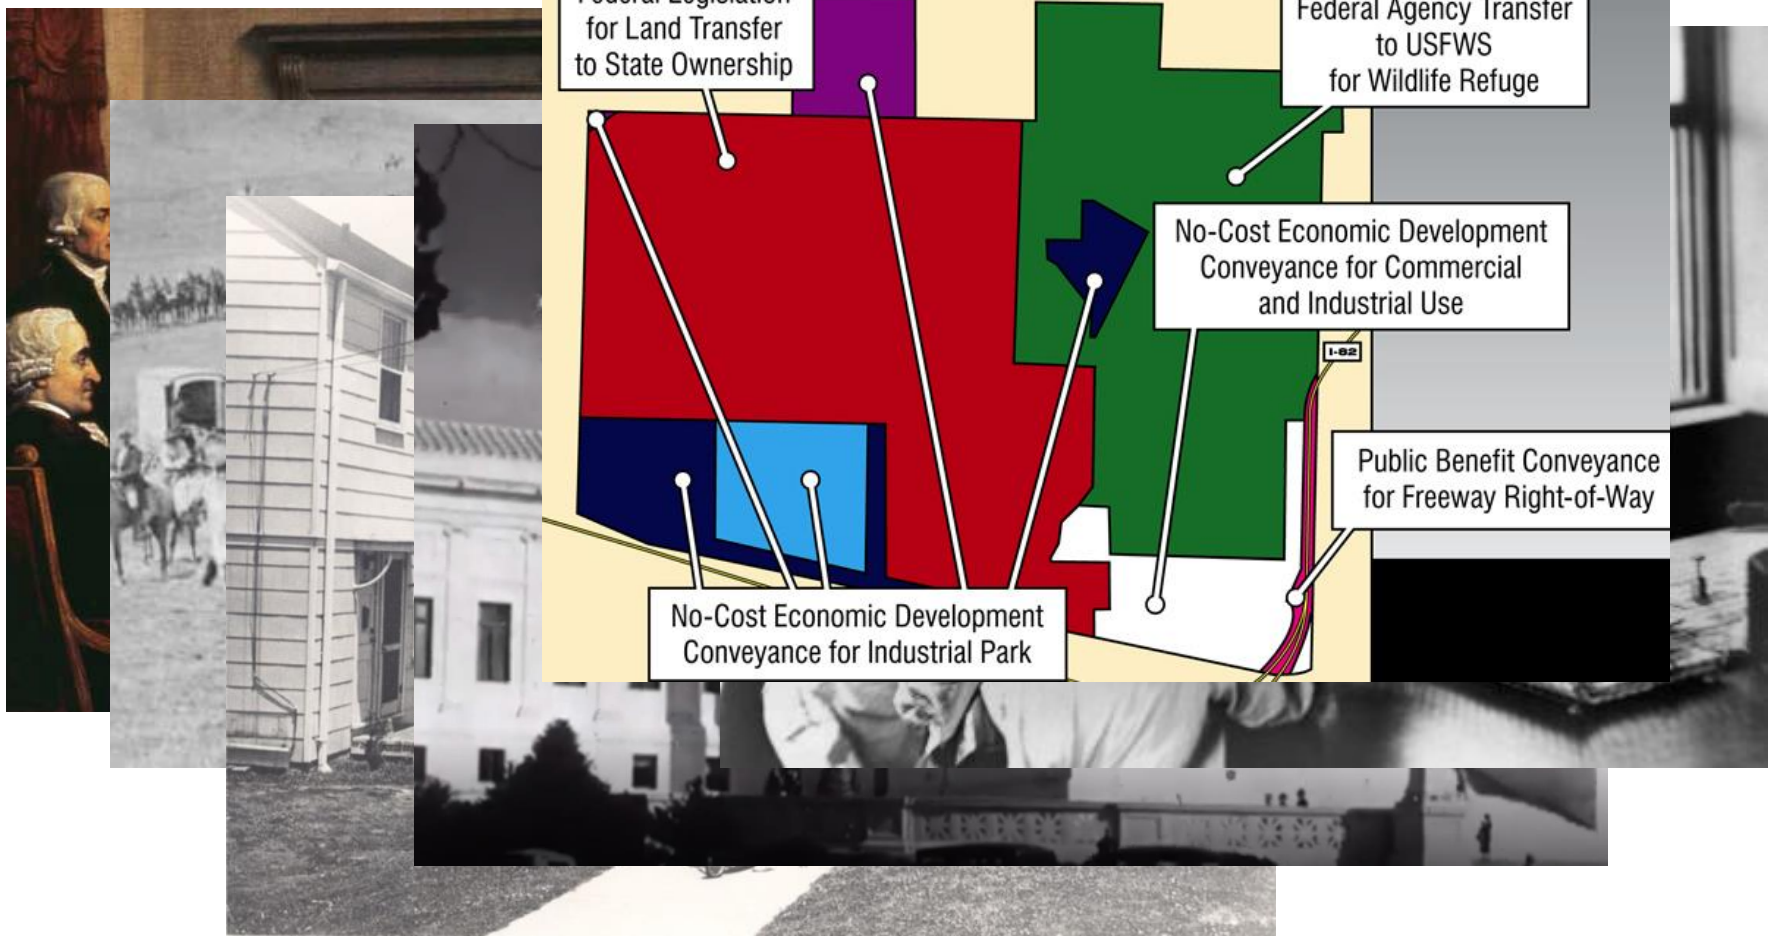 Federal Legislation
for Land Transfer
to State Ownership
Federal Agency Transfer
to USFWS
for Wildlife Refuge
No-Cost Economic Development
Conveyance for Commercial
and Industrial Use
I-82
Public Benefit Conveyance
for Freeway Right-of-Way
No-Cost Economic Development
Conveyance for Industrial Park